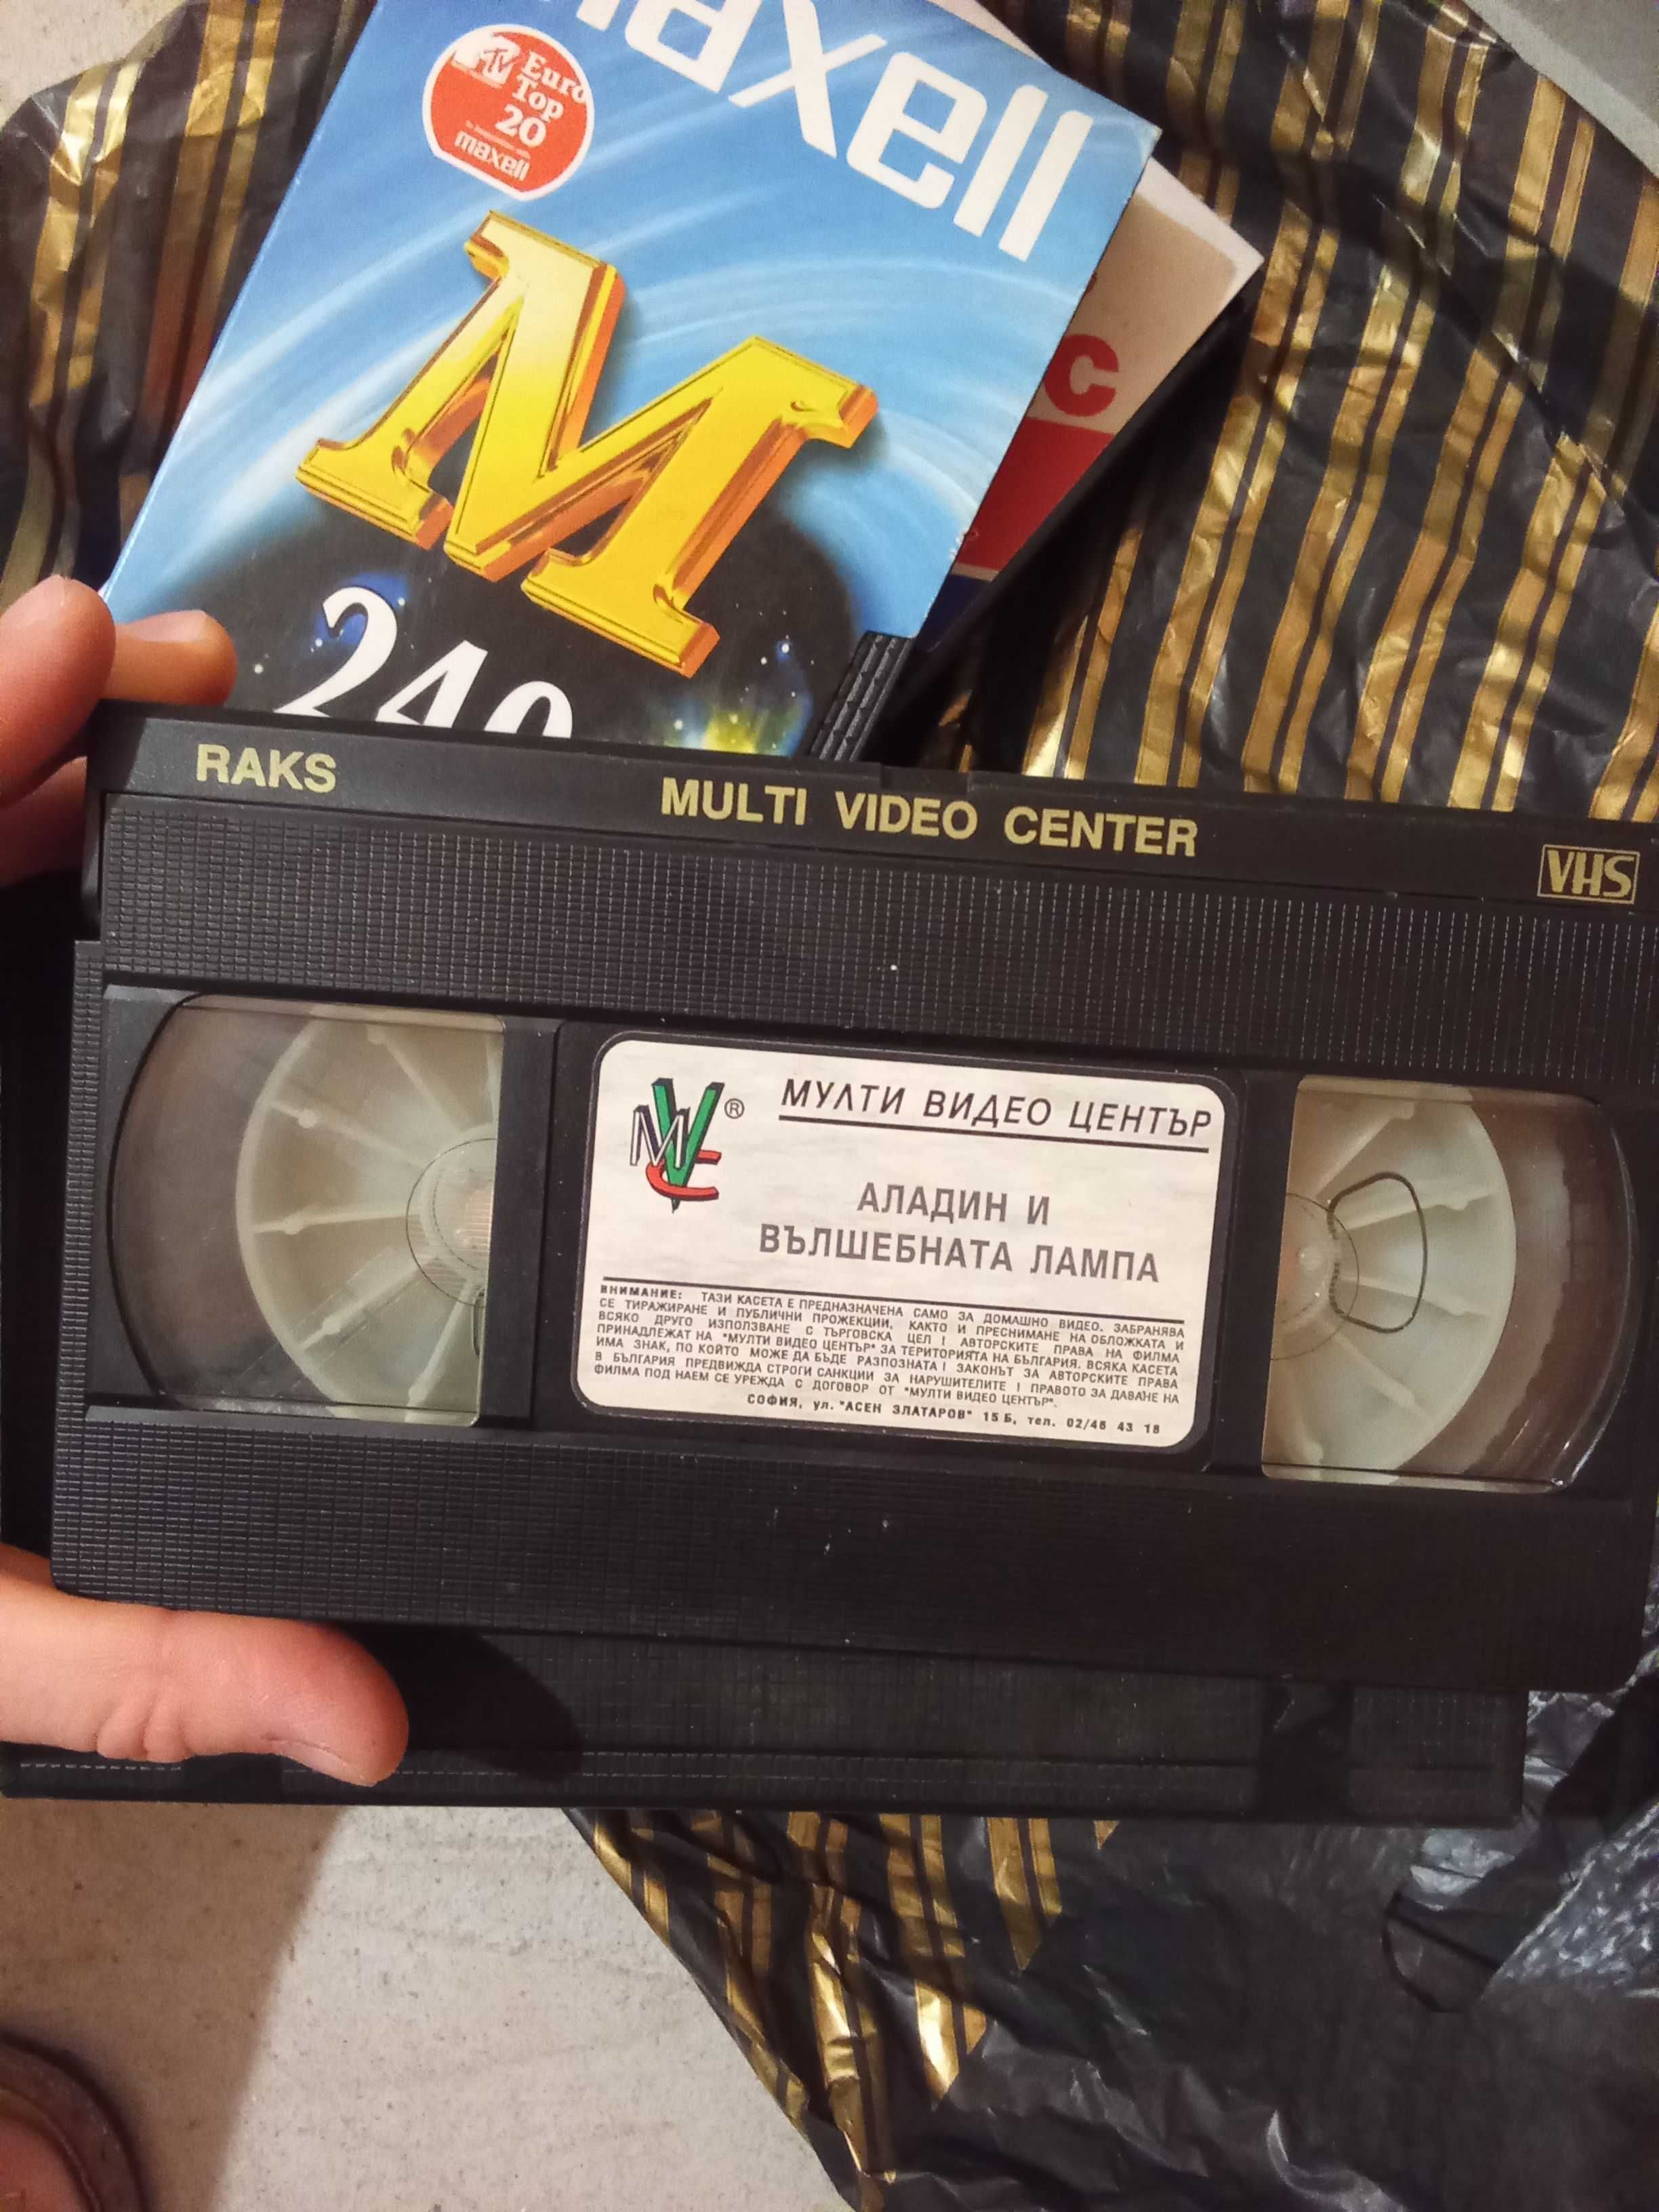 maxell
MTV Euro
Top
20
maxell
M
240
C
RAKS
MULTI VIDEO CENTER
VHS
MVC ®
МУЛТИ ВИДЕО ЦЕНТЪР
АЛАДИН И
ВЪЛШЕБНАТА ЛАМПА
ВНИМАНИЕ: ТАЗИ КАСЕТА Е ПРЕДНАЗНАЧЕНА САМО ЗА ДОМАШНО ВИДЕО. ЗАБРАНЯВА
СЕ ТИРАЖИРАНЕ И ПУБЛИЧНИ ПРОЖЕКЦИИ, КАКТО И ПРЕСНИМАНЕ НА ОБЛОЖКАТА И
ВСЯКО ДРУГО ИЗПОЛЗВАНЕ С ТЪРГОВСКА ЦЕЛ ! АВТОРСКИТЕ ПРАВА НА ФИЛМА
ПРИНАДЛЕЖАТ НА "МУЛТИ ВИДЕО ЦЕНТЪР" ЗА ТЕРИТОРИЯТА НА БЪЛГАРИЯ. ВСЯКА КАСЕТА
ИМА ЗНАК, ПО КОЙТО МОЖЕ ДА БЪДЕ РАЗПОЗНАТА ! ЗАКОНЪТ ЗА АВТОРСКИТЕ ПРАВА
В БЪЛГАРИЯ ПРЕДВИЖДА СТРОГИ САНКЦИИ ЗА НАРУШИТЕЛИТЕ ! ПРАВОТО ЗА ДАВАНЕ НА
ФИЛМА ПОД НАЕМ СЕ УРЕЖДА С ДОГОВОР ОТ "МУЛТИ ВИДЕО ЦЕНТЪР".
СОФИЯ, ул. "АСЕН ЗЛАТАРОВ" 15 Б, тел. 02/46 43 18